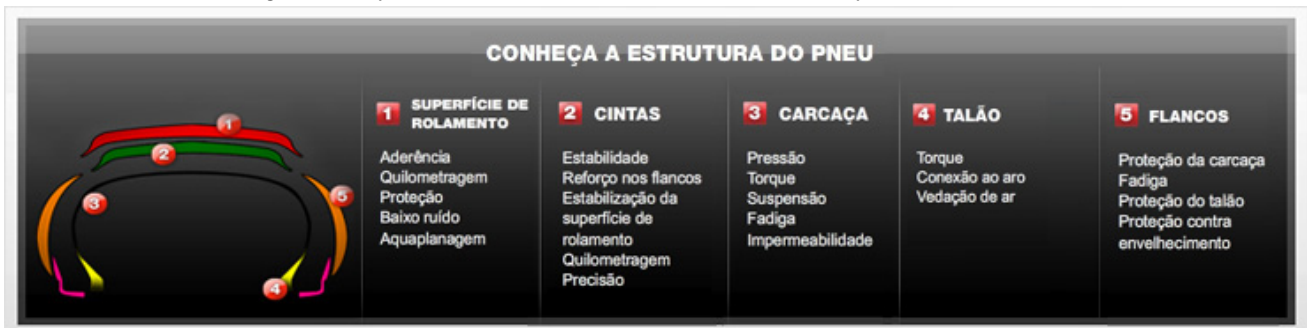 CONHEÇA A ESTRUTURA DO PNEU
1 SUPERFÍCIE DE
ROLAMENTO
Aderência
Quilometragem
Proteção
Baixo ruído
Aquaplanagem
2 CINTAS
Estabilidade
Reforço nos flancos
Estabilização da
superfície de
rolamento
Quilometragem
Precisão
3 CARCAÇA
Pressão
Torque
Suspensão
Fadiga
Impermeabilidade
4 TALÃO
Torque
Conexão ao aro
Vedação de ar
5 FLANCOS
Proteção da carcaça
Fadiga
Proteção do talão
Proteção contra
envelhecimento
1
2
3
5
4